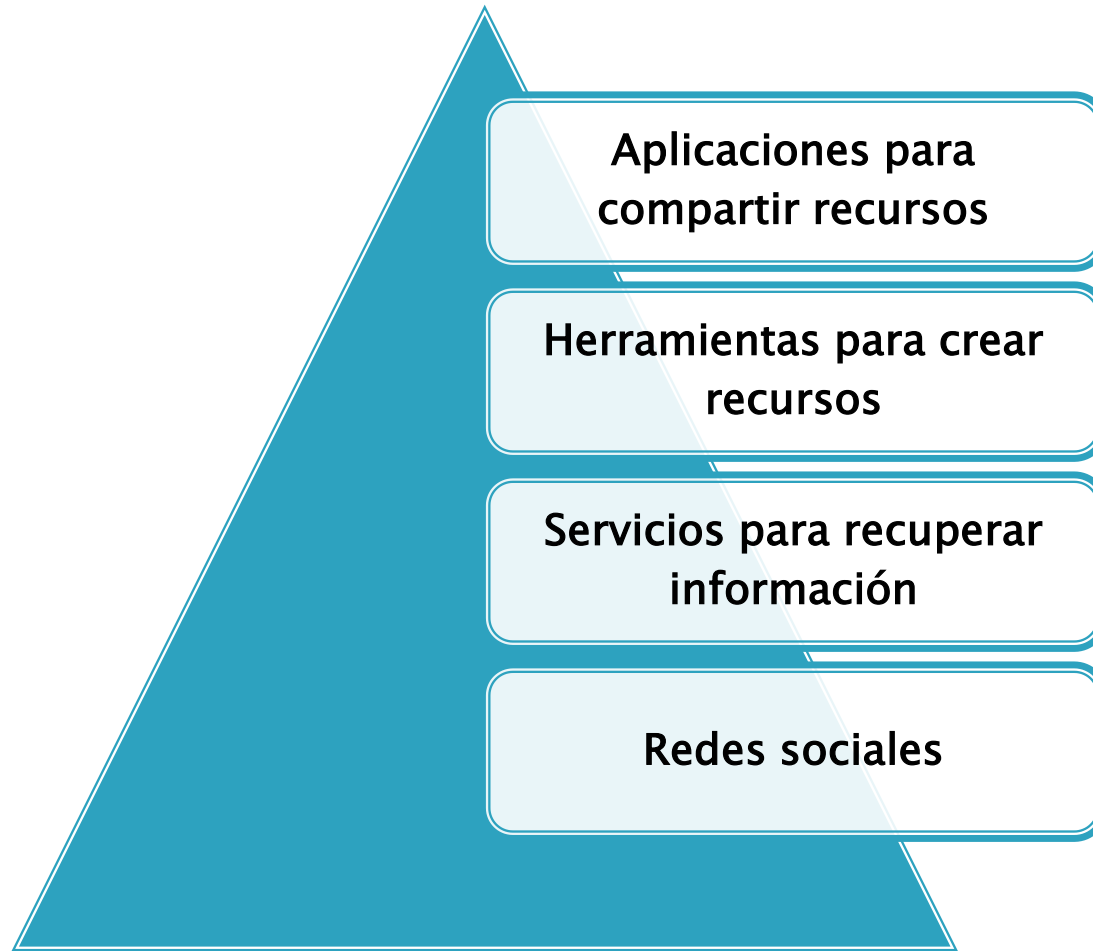 Aplicaciones para
compartir recursos
Herramientas para crear
recursos
Servicios para recuperar
información
Redes sociales